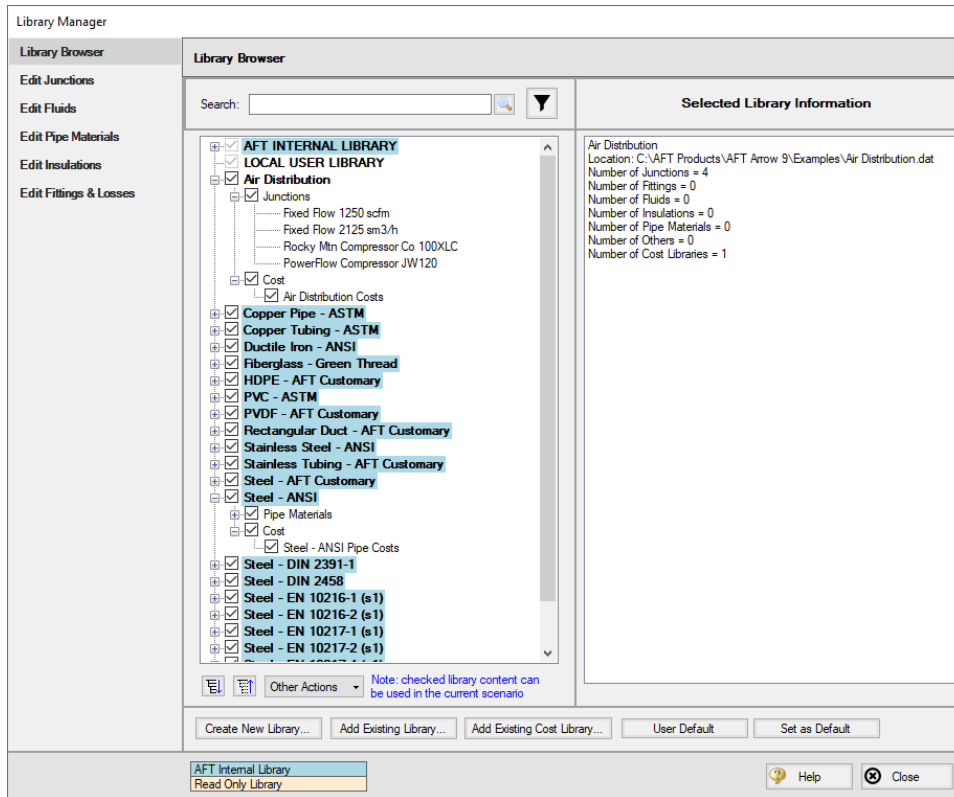 Library Manager
Library Browser
Edit Junctions
Edit Fluids
Edit Pipe Materials
Edit Insulations
Edit Fittings & Losses
Library Browser
Search:
AFT INTERNAL LIBRARY
LOCAL USER LIBRARY
Air Distribution
Junctions
Fixed Flow 1250 scfm
Fixed Flow 2125 sm3/h
Rocky Mtn Compressor Co 100XLC
PowerFlow Compressor JW120
Cost
Air Distribution Costs
Copper Pipe - ASTM
Copper Tubing - ASTM
Ductile Iron - ANSI
Fiberglass - Green Thread
HDPE - AFT Customary
PVC - ASTM
PVDF - AFT Customary
Rectangular Duct - AFT Customary
Stainless Steel - ANSI
Stainless Tubing - AFT Customary
Steel - AFT Customary
Steel - ANSI
Pipe Materials
Cost
Steel - ANSI Pipe Costs
Steel - DIN 2391-1
Steel - DIN 2458
Steel - EN 10216-1 (s1)
Steel - EN 10216-2 (s1)
Steel - EN 10217-1 (s1)
Steel - EN 10217-2 (s1)
Other Actions
Note: checked library content can
be used in the current scenario
Selected Library Information
Air Distribution
Location: C:\AFT Products\AFT Arrow 9\Examples\Air Distribution.dat
Number of Junctions = 4
Number of Fittings = 0
Number of Fluids = 0
Number of Insulations = 0
Number of Pipe Materials = 0
Number of Others = 0
Number of Cost Libraries = 1
Create New Library...
Add Existing Library...
Add Existing Cost Library...
User Default
Set as Default
AFT Internal Library
Read Only Library
Help
Close